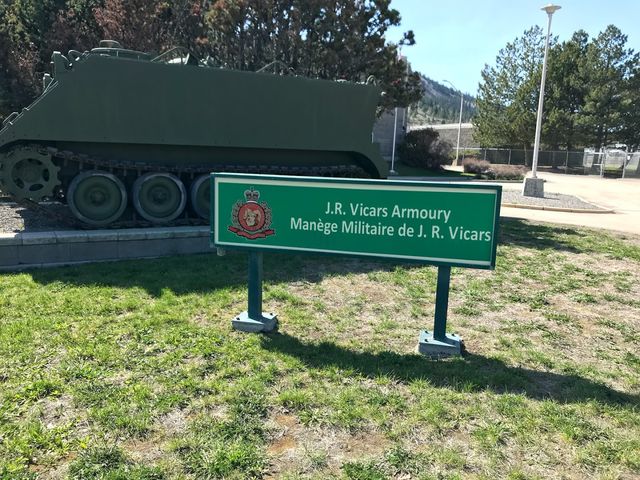 J.R. Vicars Armoury
Manège Militaire de J. R. Vicars